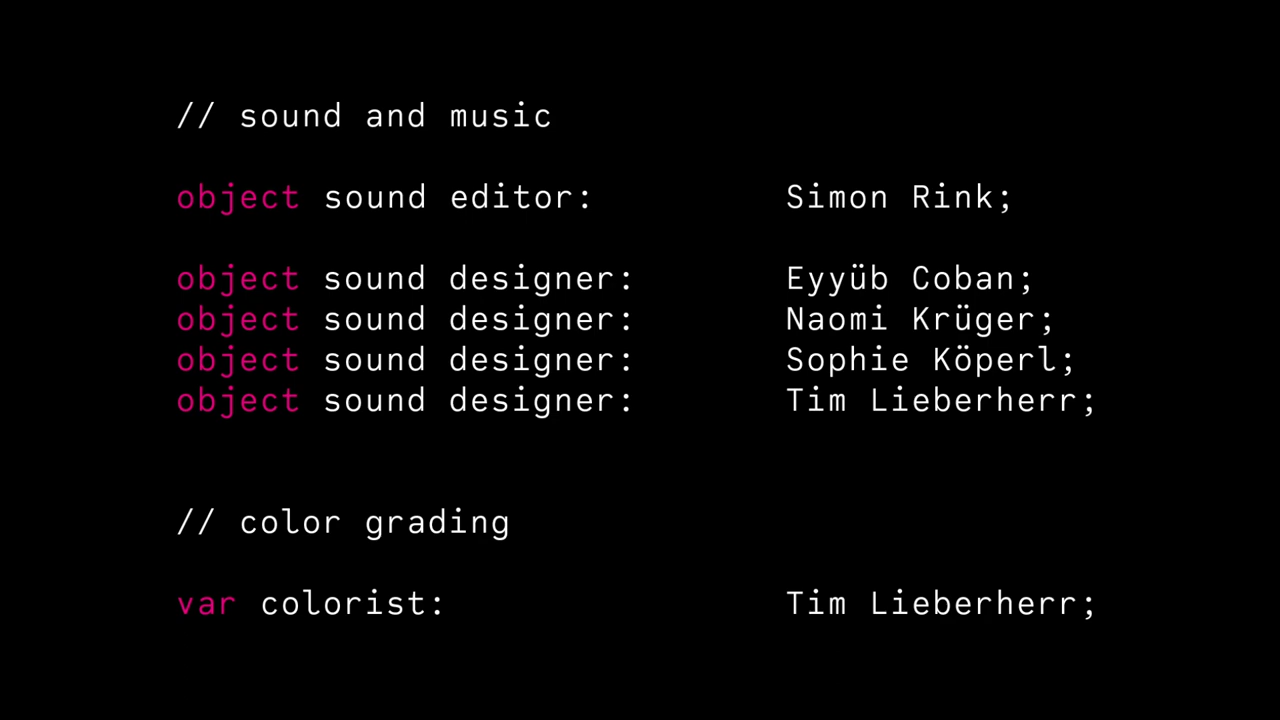 // sound and music
object sound editor: Simon Rink;
object sound designer: Eyyüb Coban;
object sound designer: Naomi Krüger;
object sound designer: Sophie Köperl;
object sound designer: Tim Lieberherr;
// color grading
var colorist: Tim Lieberherr;